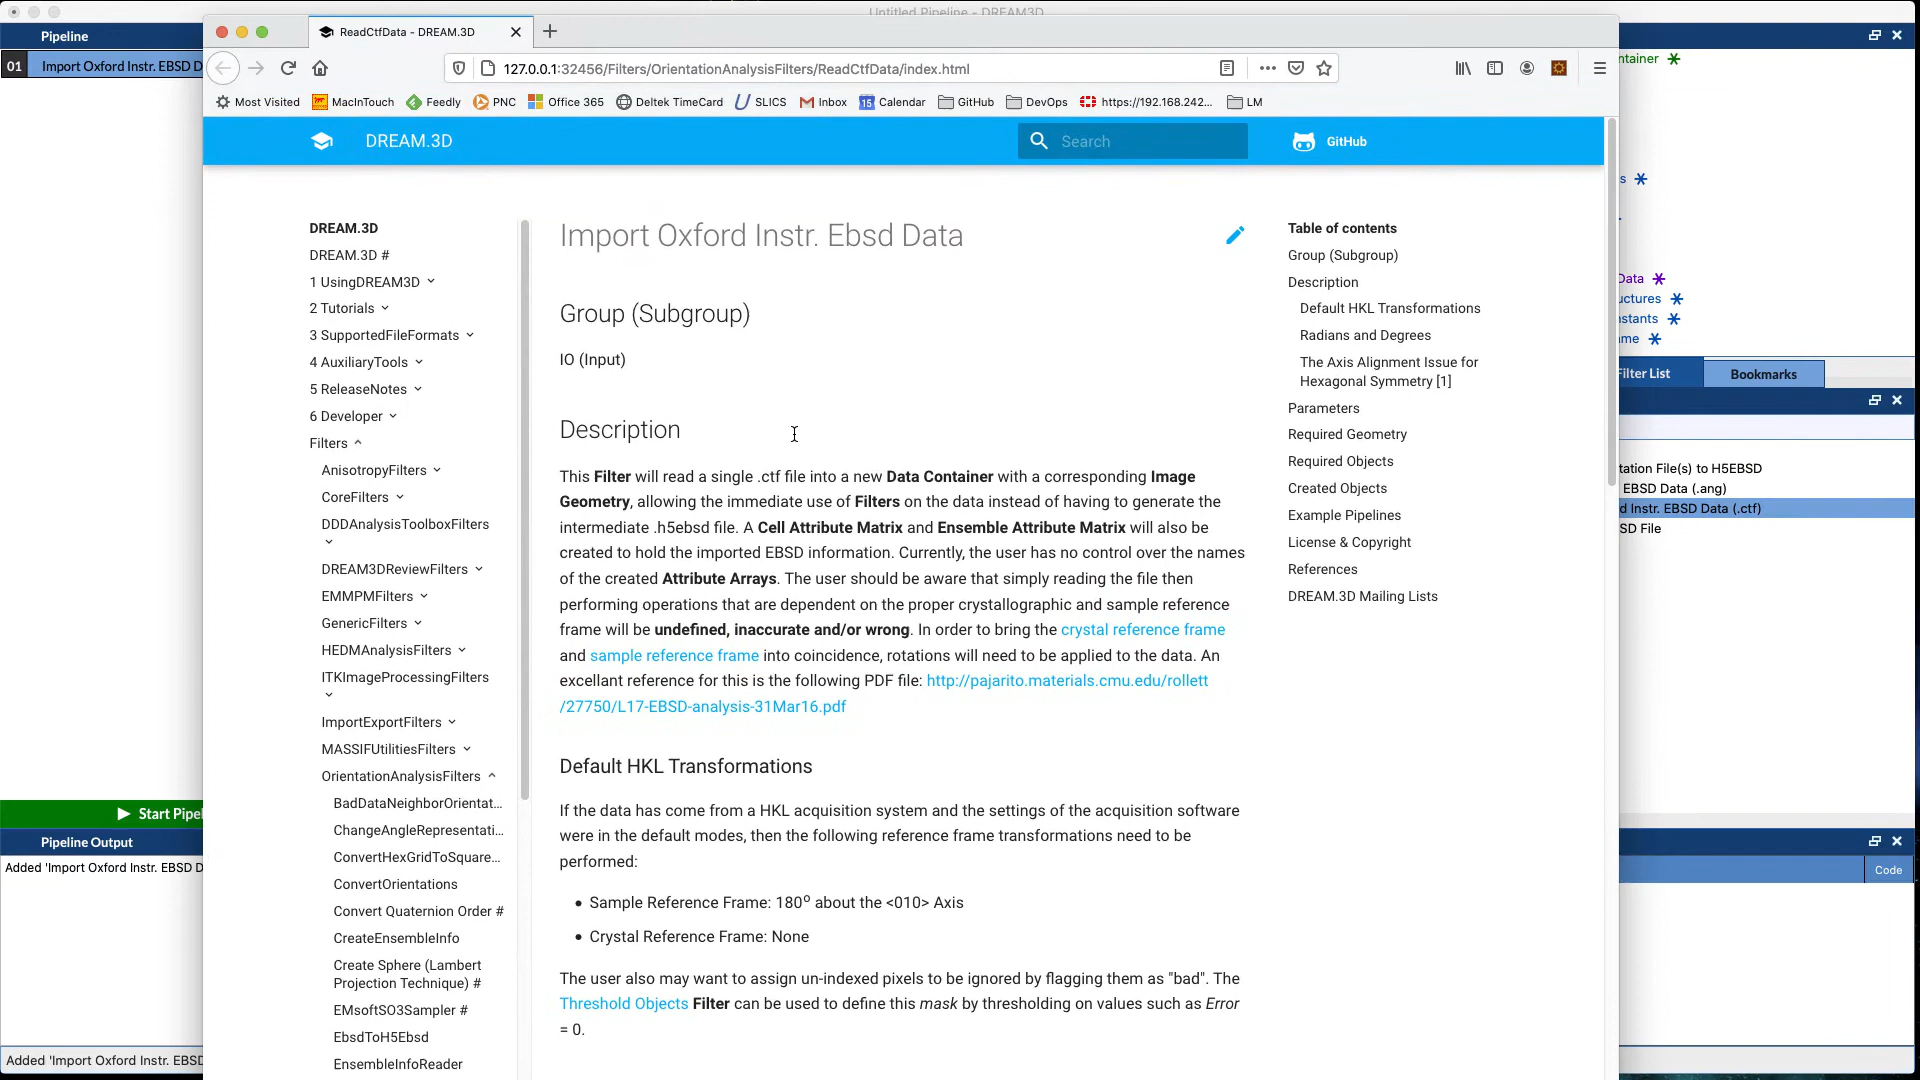 Untitled Pipeline - DREAM3D
Pipeline
01 Import Oxford Instr. EBSD D
Start Pipel
Pipeline Output
Added 'Import Oxford Instr. EBSD D
Added 'Import Oxford Instr. EBSD
ReadCtfData - DREAM.3D
127.0.0.1:32456/Filters/OrientationAnalysisFilters/ReadCtfData/index.html
Most Visited MacInTouch Feedly PNC Office 365 Deltek TimeCard SLICS Inbox 15 Calendar GitHub DevOps https://192.168.242... LM
DREAM.3D
Search
GitHub
DREAM.3D
DREAM.3D #
1 UsingDREAM3D
2 Tutorials
3 SupportedFileFormats
4 AuxiliaryTools
5 ReleaseNotes
6 Developer
Filters
AnisotropyFilters
CoreFilters
DDDAnalysisToolboxFilters
DREAM3DReviewFilters
EMMPMFilters
GenericFilters
HEDMAnalysisFilters
ITKImageProcessingFilters
ImportExportFilters
MASSIFUtilitiesFilters
OrientationAnalysisFilters
BadDataNeighborOrientat...
ChangeAngleRepresentati...
ConvertHexGridToSquare...
ConvertOrientations
Convert Quaternion Order #
CreateEnsembleInfo
Create Sphere (Lambert
Projection Technique) #
EMsoftSO3Sampler #
EbsdToH5Ebsd
EnsembleInfoReader
Import Oxford Instr. Ebsd Data
Group (Subgroup)
IO (Input)
Description
This Filter will read a single .ctf file into a new Data Container with a corresponding Image
Geometry, allowing the immediate use of Filters on the data instead of having to generate the
intermediate .h5ebsd file. A Cell Attribute Matrix and Ensemble Attribute Matrix will also be
created to hold the imported EBSD information. Currently, the user has no control over the names
of the created Attribute Arrays. The user should be aware that simply reading the file then
performing operations that are dependent on the proper crystallographic and sample reference
frame will be undefined, inaccurate and/or wrong. In order to bring the crystal reference frame
and sample reference frame into coincidence, rotations will need to be applied to the data. An
excellant reference for this is the following PDF file: http://pajarito.materials.cmu.edu/rollett
/27750/L17-EBSD-analysis-31Mar16.pdf
Default HKL Transformations
If the data has come from a HKL acquisition system and the settings of the acquisition software
were in the default modes, then the following reference frame transformations need to be
performed:
• Sample Reference Frame: 180o about the <010> Axis
• Crystal Reference Frame: None
The user also may want to assign un-indexed pixels to be ignored by flagging them as "bad". The
Threshold Objects Filter can be used to define this mask by thresholding on values such as Error
= 0.
Table of contents
Group (Subgroup)
Description
Default HKL Transformations
Radians and Degrees
The Axis Alignment Issue for
Hexagonal Symmetry [1]
Parameters
Required Geometry
Required Objects
Created Objects
Example Pipelines
License & Copyright
References
DREAM.3D Mailing Lists
ntainer
s
Data
uctures
nstants
me
Filter List
Bookmarks
tation File(s) to H5EBSD
EBSD Data (.ang)
d Instr. EBSD Data (.ctf)
SD File
Code